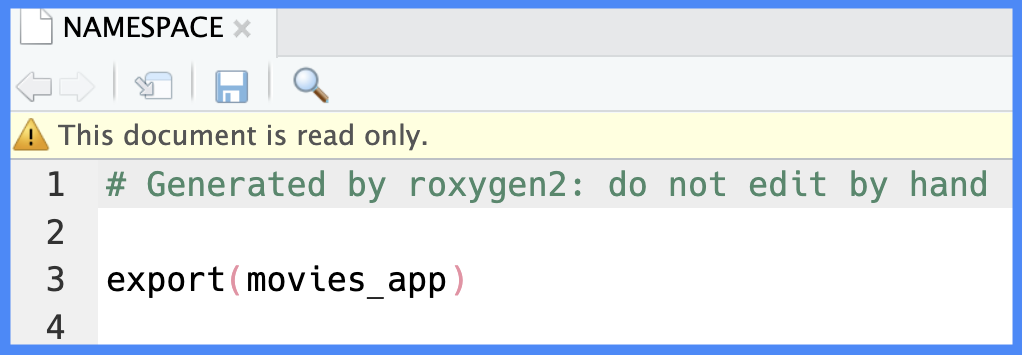 NAMESPACE
This document is read only.
1 # Generated by roxygen2: do not edit by hand
2
3 export(movies_app)
4